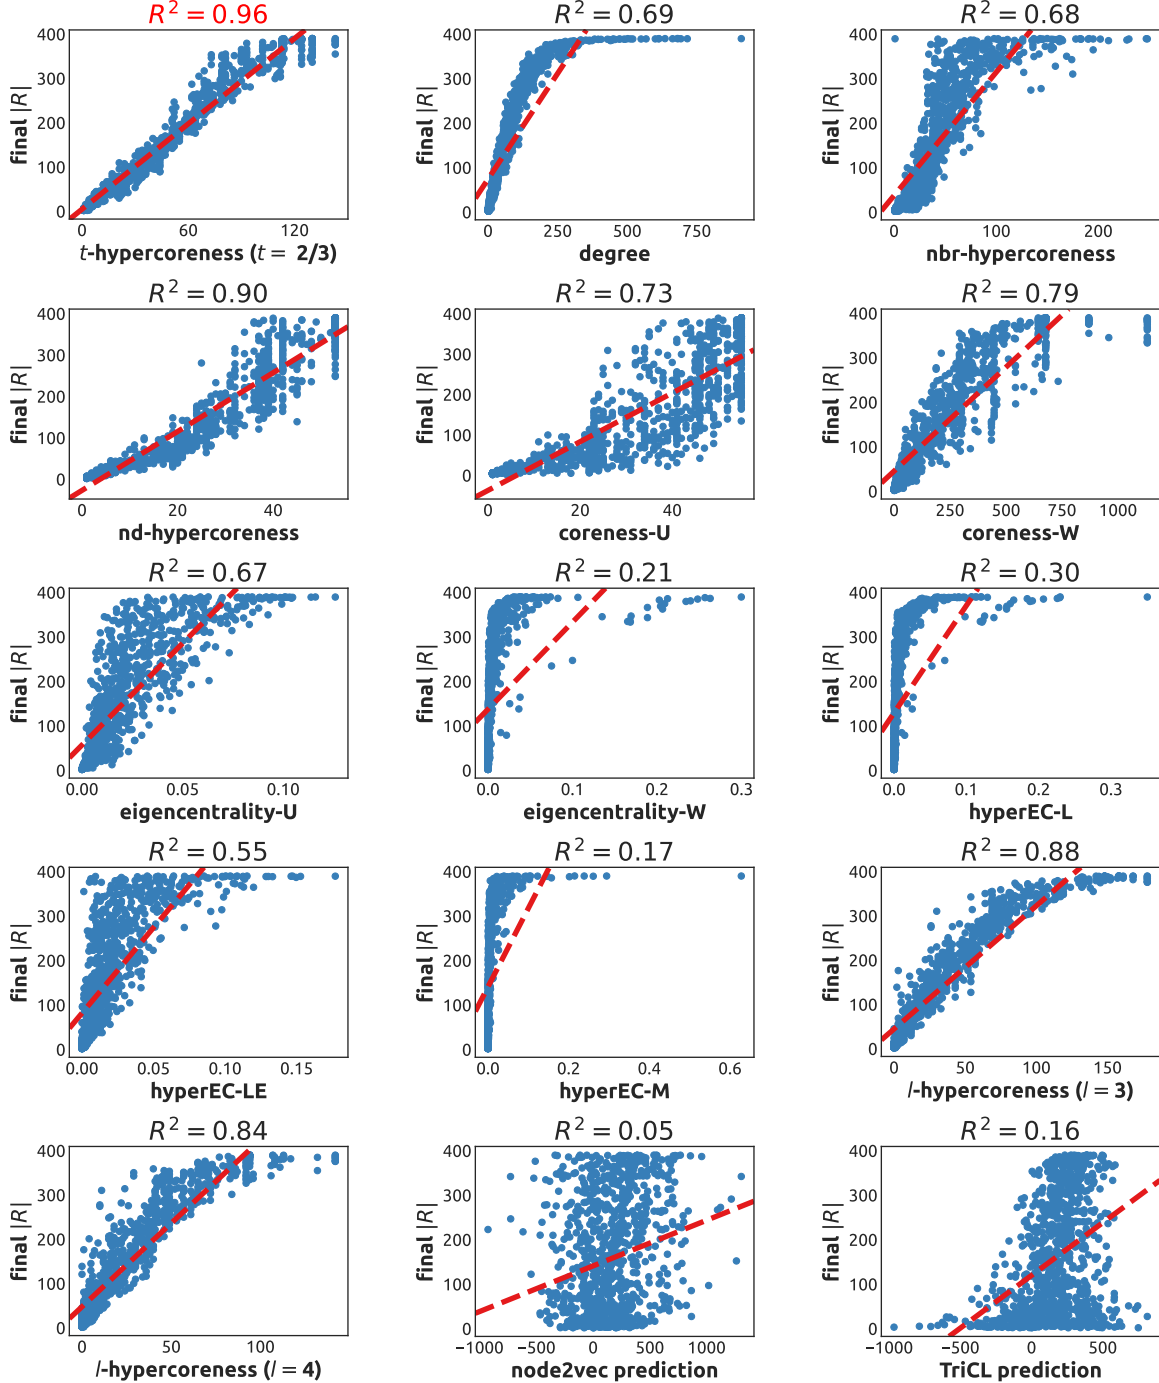 R² = 0.96
400
300
200
100
0
final |R|
0 60 120
t-hypercoreness (t = 2/3)
R² = 0.69
400
300
200
100
0
final |R|
0 250 500 750
degree
R² = 0.68
400
300
200
100
0
final |R|
0 100 200
nbr-hypercoreness
R² = 0.90
400
300
200
100
0
final |R|
0 20 40
nd-hypercoreness
R² = 0.73
400
300
200
100
0
final |R|
0 20 40
coreness-U
R² = 0.79
400
300
200
100
0
final |R|
0 250 500 750 1000
coreness-W
R² = 0.67
400
300
200
100
0
final |R|
0.00 0.05 0.10
eigencentrality-U
R² = 0.21
400
300
200
100
0
final |R|
0.0 0.1 0.2 0.3
eigencentrality-W
R² = 0.30
400
300
200
100
0
final |R|
0.0 0.1 0.2 0.3
hyperEC-L
R² = 0.55
400
300
200
100
0
final |R|
0.00 0.05 0.10 0.15
hyperEC-LE
R² = 0.17
400
300
200
100
0
final |R|
0.0 0.2 0.4 0.6
hyperEC-M
R² = 0.88
400
300
200
100
0
final |R|
0 50 100 150
l-hypercoreness (l = 3)
R² = 0.84
400
300
200
100
0
final |R|
0 50 100
l-hypercoreness (l = 4)
R² = 0.05
400
300
200
100
0
final |R|
−1000 −500 0 500 1000
node2vec prediction
R² = 0.16
400
300
200
100
0
final |R|
−1000 −500 0 500
TriCL prediction